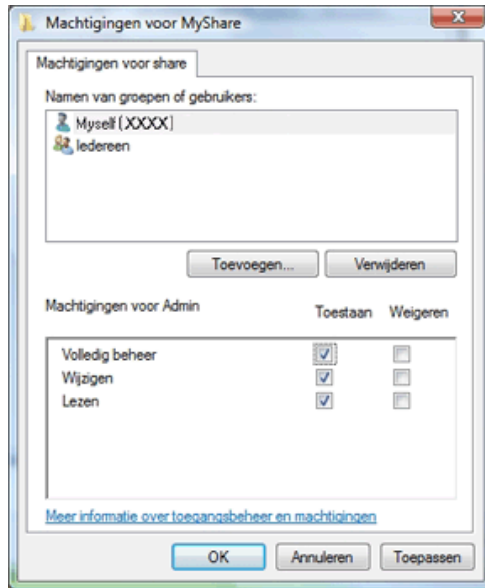 Machtigingen voor MyShare
Machtigingen voor share
Namen van groepen of gebruikers:
Myself (XXXX)
Iedereen
Toevoegen... Verwijderen
Machtigingen voor Admin Toestaan Weigeren
Volledig beheer
Wijzigen
Lezen
Meer informatie over toegangsbeheer en machtigingen
OK Annuleren Toepassen